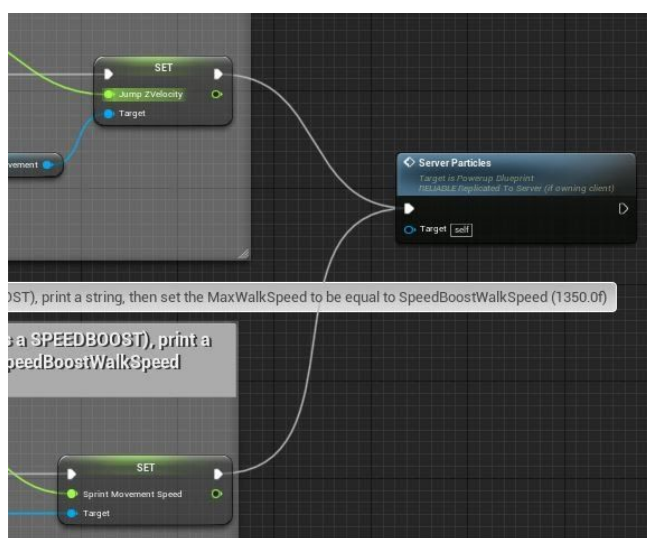 SET
Jump ZVelocity
Target
vement
Server Particles
Target is Powerup Blueprint
RELIABLE Replicated To Server (if owning client)
Target self
OST), print a string, then set the MaxWalkSpeed to be equal to SpeedBoostWalkSpeed (1350.0f)
s a SPEEDBOOST), print a
peedBoostWalkSpeed
SET
Sprint Movement Speed
Target